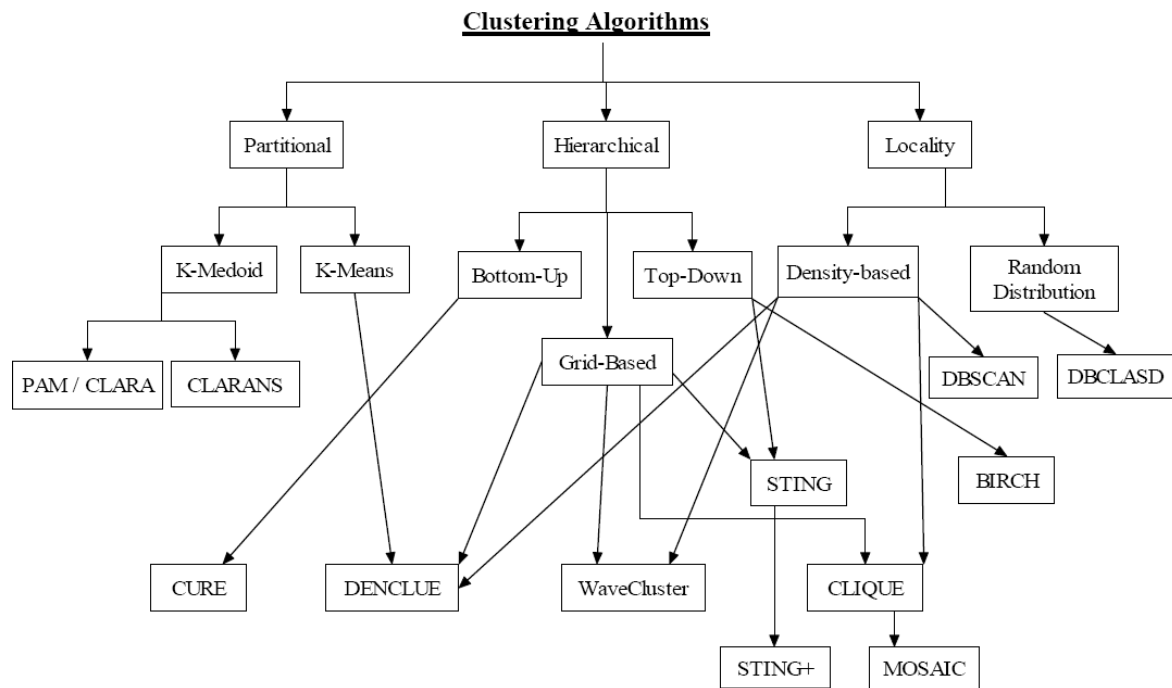 Clustering Algorithms
Partitional
Hierarchical
Locality
K-Medoid
K-Means
Bottom-Up
Top-Down
Density-based
Random
Distribution
PAM / CLARA
CLARANS
Grid-Based
DBSCAN
DBCLASD
STING
BIRCH
CURE
DENCLUE
WaveCluster
CLIQUE
STING+
MOSAIC